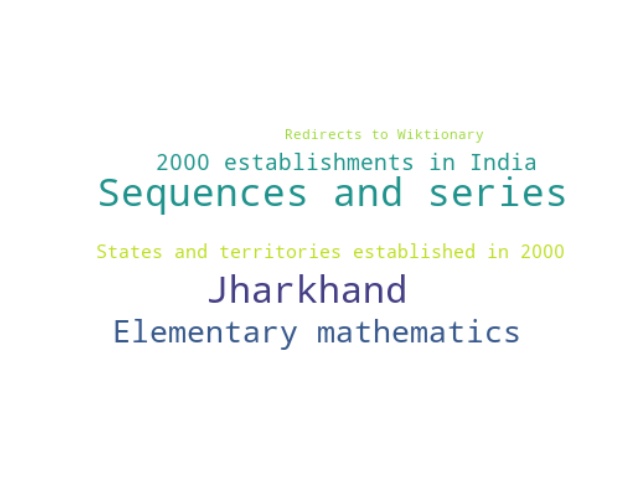 Redirects to Wiktionary
2000 establishments in India
Sequences and series
States and territories established in 2000
Jharkhand
Elementary mathematics